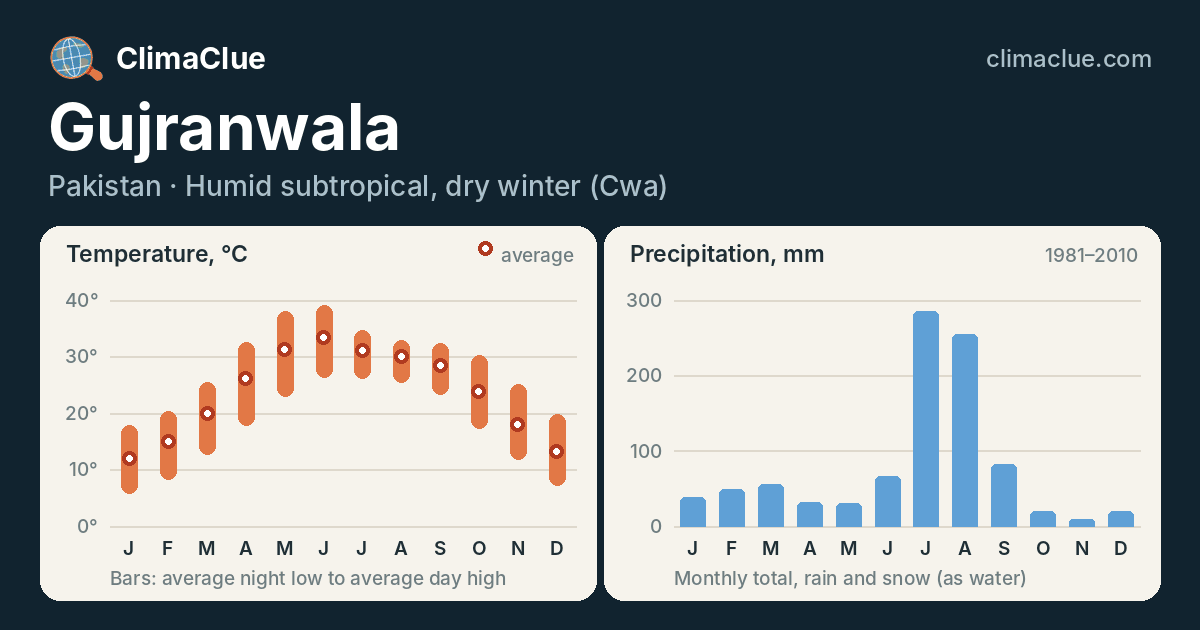 ClimaClue
climaclue.com
Gujranwala
Pakistan · Humid subtropical, dry winter (Cwa)
Temperature, °C
average
40°
30°
20°
10°
0°
J F M A M J J A S O N D
Bars: average night low to average day high
Precipitation, mm
1981–2010
300
200
100
0
J F M A M J J A S O N D
Monthly total, rain and snow (as water)